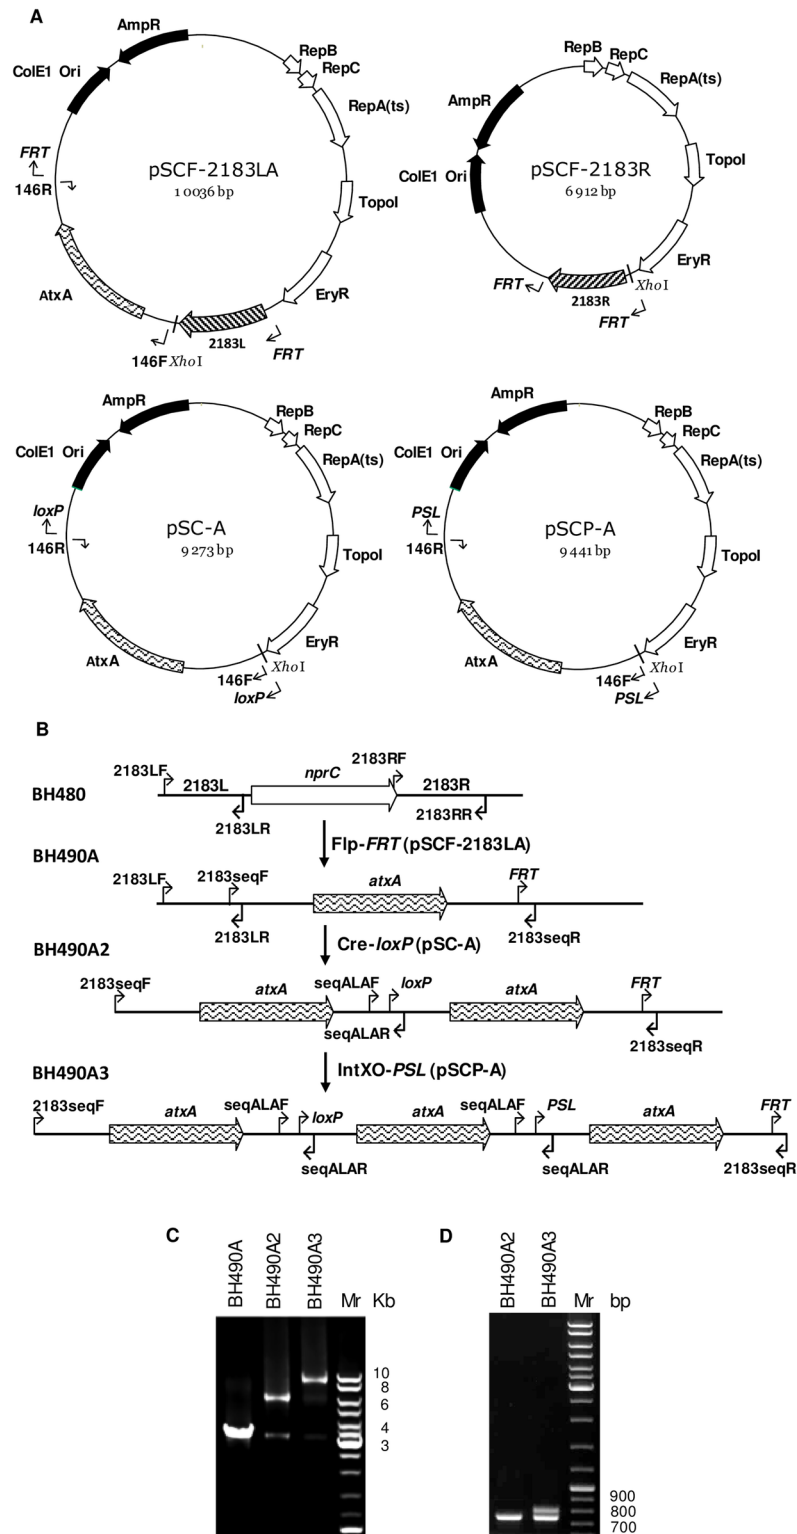 A
AmpR
ColE1 Ori
RepB
RepC
RepA(ts)
FRT
146R
pSCF-2183LA
10036 bp
TopoI
AtxA
EryR
2183L
146F
XhoI
FRT
RepB
RepC
RepA(ts)
AmpR
ColE1 Ori
pSCF-2183R
6912 bp
TopoI
EryR
FRT
2183R
XhoI
FRT
AmpR
ColE1 Ori
RepB
RepC
RepA(ts)
loxP
146R
pSC-A
9273 bp
TopoI
AtxA
EryR
146F
XhoI
loxP
AmpR
ColE1 Ori
RepB
RepC
RepA(ts)
PSL
146R
pSCP-A
9441 bp
TopoI
AtxA
EryR
146F
XhoI
PSL
B
BH480
2183LF
2183L
nprC
2183RF
2183R
2183LR
2183RR
Flp-FRT (pSCF-2183LA)
BH490A
2183LF
2183seqF
atxA
FRT
2183LR
2183seqR
Cre-loxP (pSC-A)
BH490A2
2183seqF
atxA
seqALAF
loxP
atxA
FRT
seqALAR
2183seqR
IntXO-PSL (pSCP-A)
BH490A3
2183seqF
atxA
seqALAF
loxP
atxA
seqALAF
PSL
atxA
FRT
seqALAR
seqALAR
2183seqR
C
BH490A
BH490A2
BH490A3
Mr
Kb
10
8
6
4
3
D
BH490A2
BH490A3
Mr
bp
900
800
700